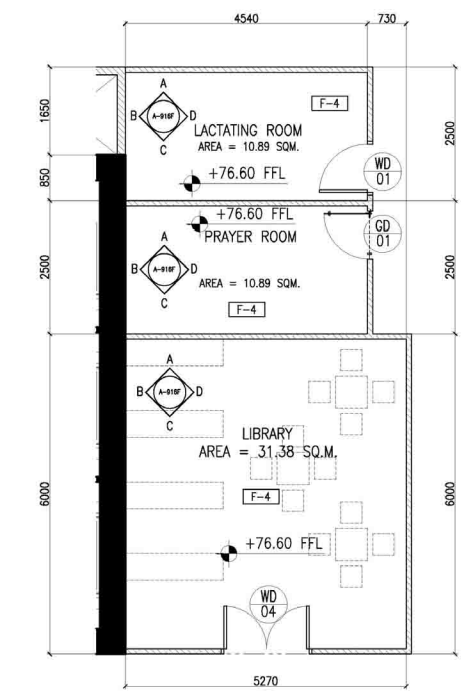 4540
730
1650
850
2500
6000
A
B
A-916F
D
C
F-4
LACTATING ROOM
AREA = 10.89 SQM.
+76.60 FFL
WD
01
2500
+76.60 FFL
PRAYER ROOM
GD
01
A
B
A-916F
D
C
AREA = 10.89 SQM.
F-4
2500
A
B
A-916F
D
C
LIBRARY
AREA = 31.38 SQ.M.
F-4
+76.60 FFL
WD
04
6000
5270